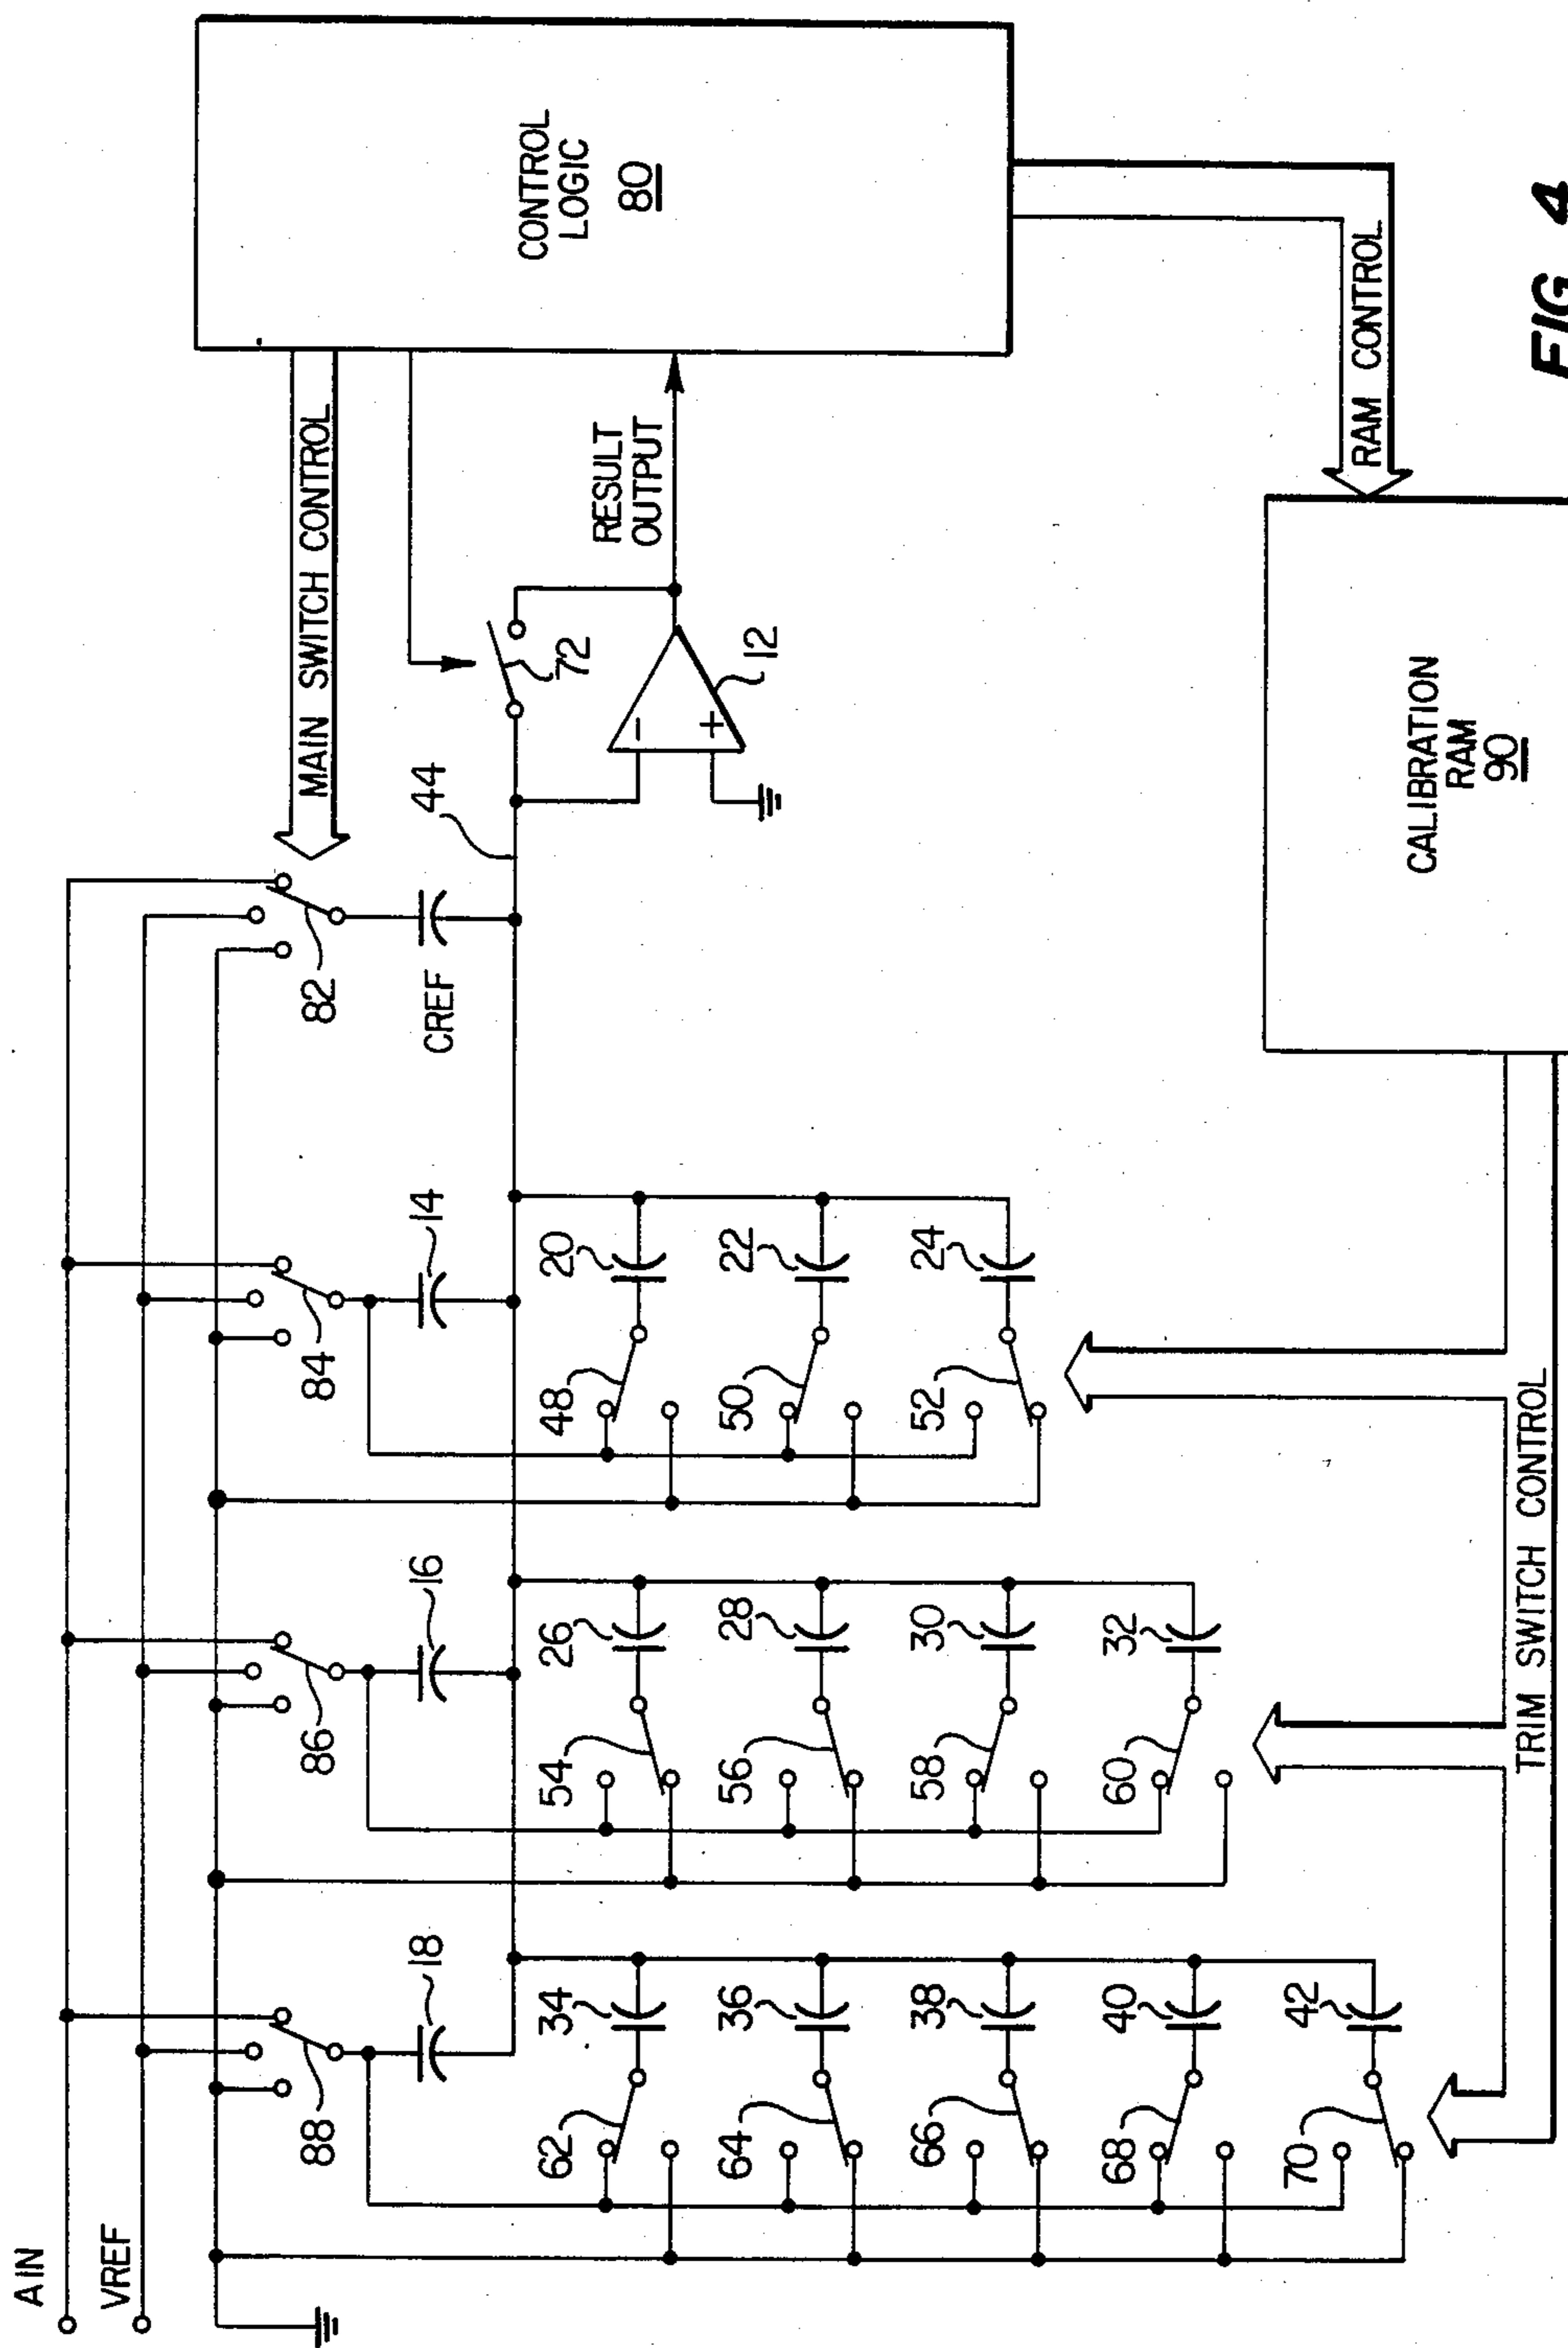 AIN
VREF
88
86
84
82
MAIN SWITCH CONTROL
CONTROL
LOGIC
80
18
16
14
CREF
44
72
RESULT
OUTPUT
-
+
12
62
34
54
26
48
20
64
36
56
28
50
22
66
38
58
30
52
24
68
40
60
32
70
42
TRIM SWITCH CONTROL
CALIBRATION
RAM
90
RAM CONTROL
FIG 4